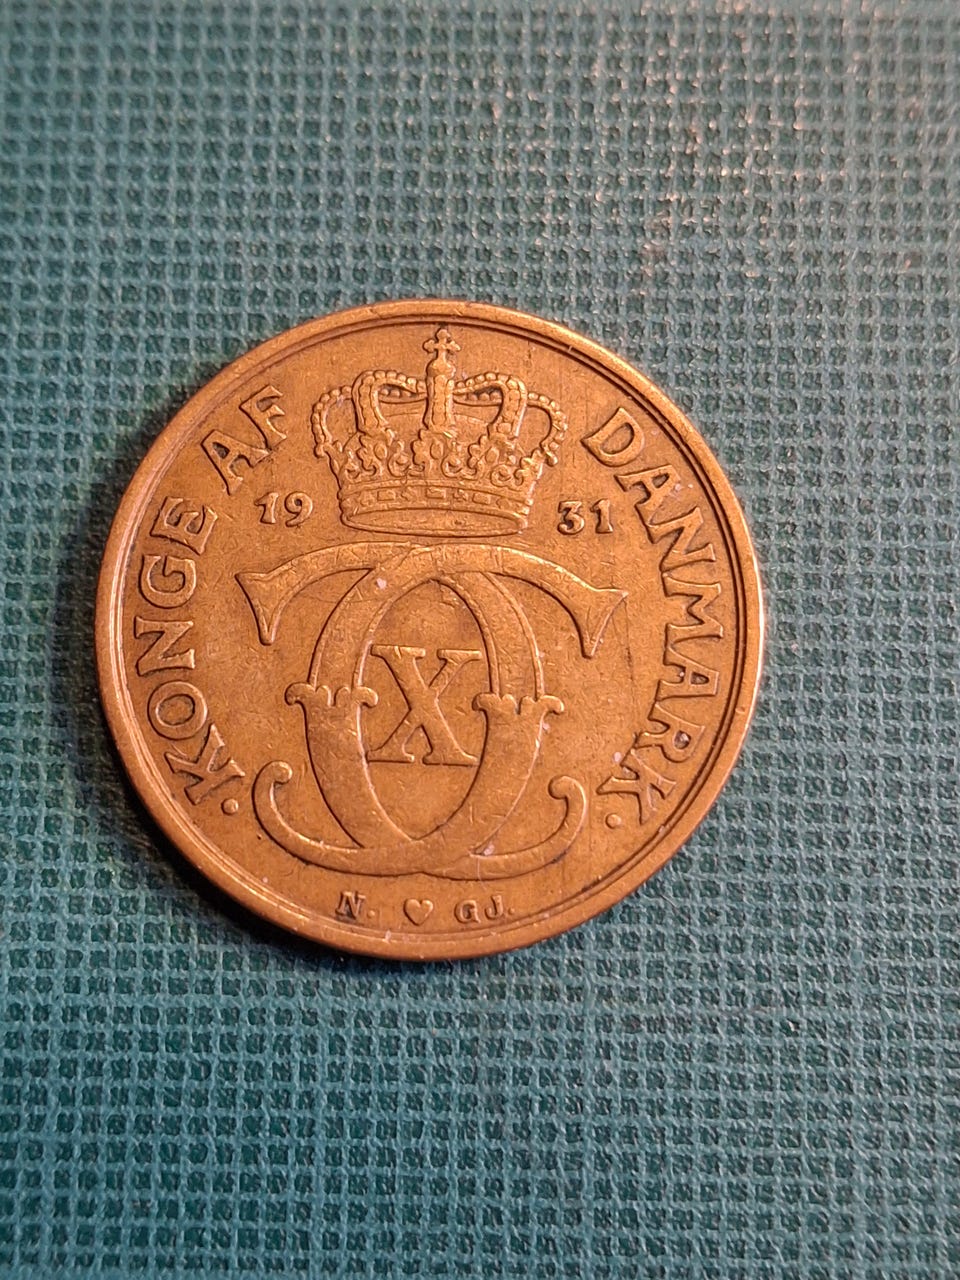 ·KONGE AF DANMARK·
19 31
X
N. ♥ GJ.